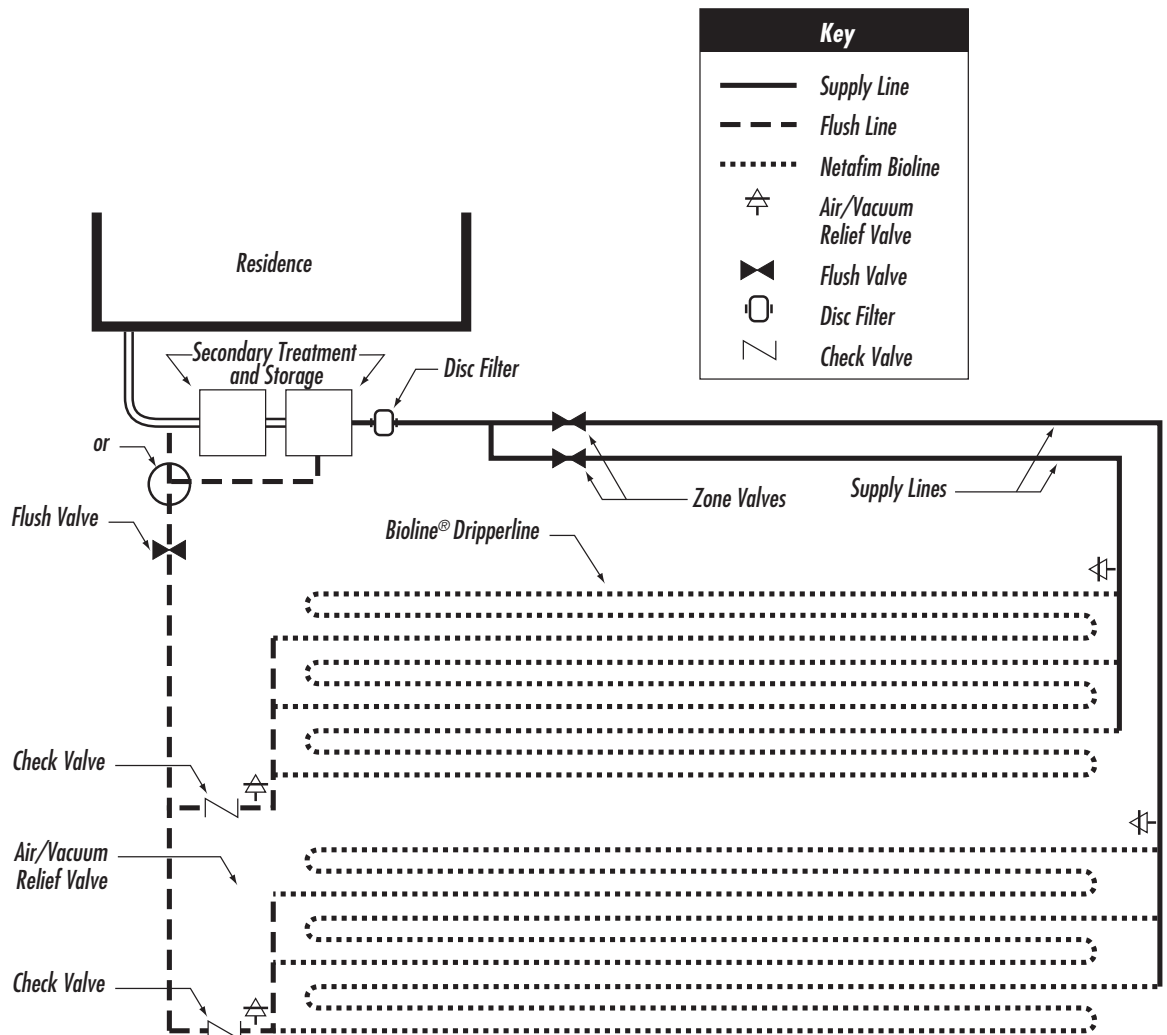 Key
Supply Line
Flush Line
Netafim Bioline
Air/Vacuum
Relief Valve
Flush Valve
Disc Filter
Check Valve
Residence
Secondary Treatment
and Storage
Disc Filter
or
Zone Valves
Supply Lines
Flush Valve
Bioline® Dripperline
Check Valve
Air/Vacuum
Relief Valve
Check Valve